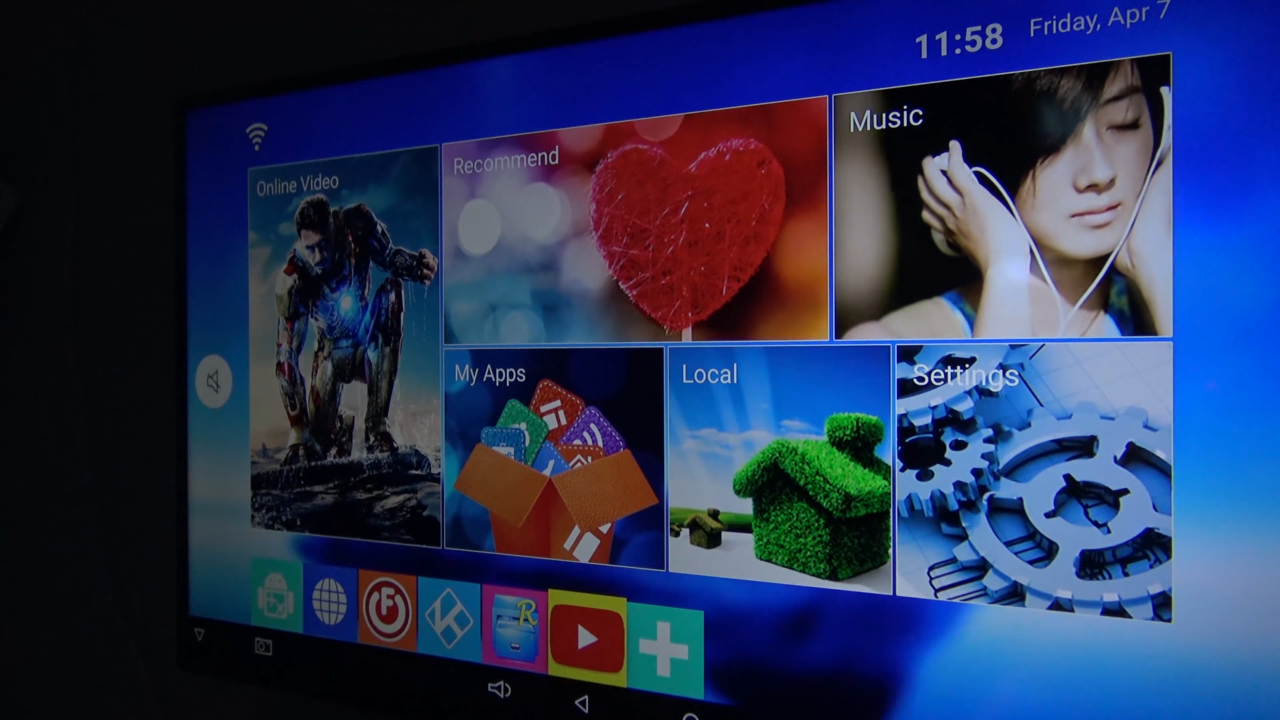 11:58 Friday, Apr 7
Online Video
Recommend
Music
My Apps
Local
Settings
F
R